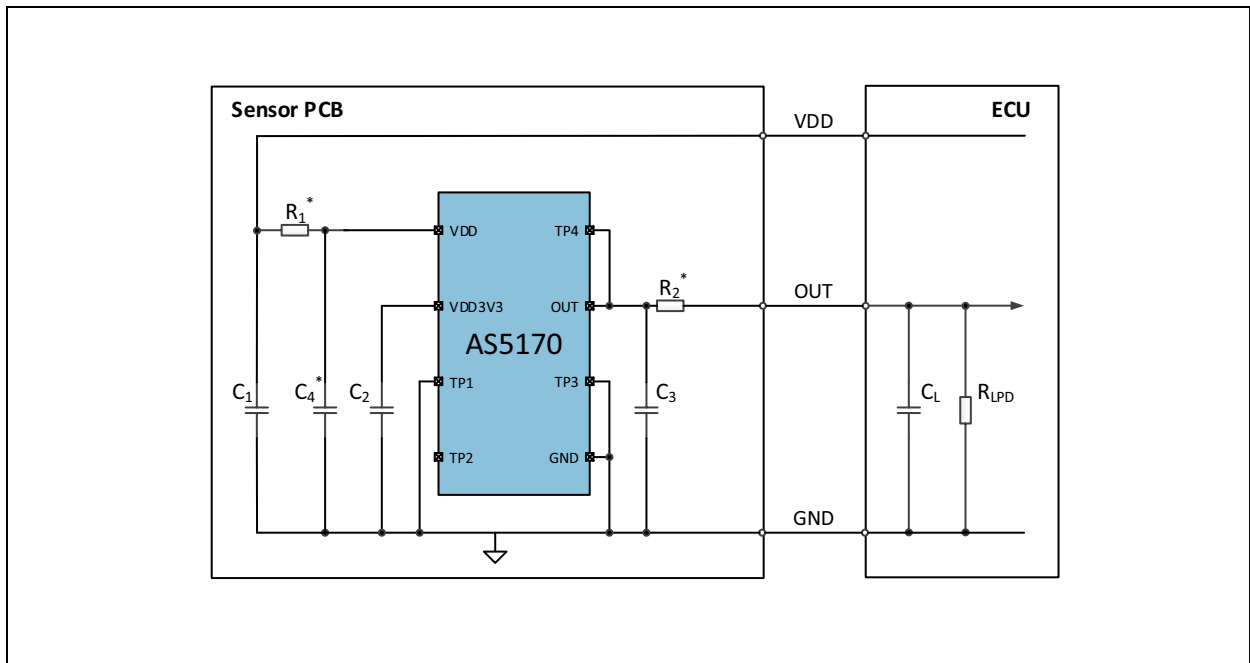 Sensor PCB
ECU
VDD
R1*
VDD
TP4
VDD3V3
OUT
R2*
OUT
AS5170
C1
C4*
C2
TP1
TP3
C3
CL
RLPD
TP2
GND
GND